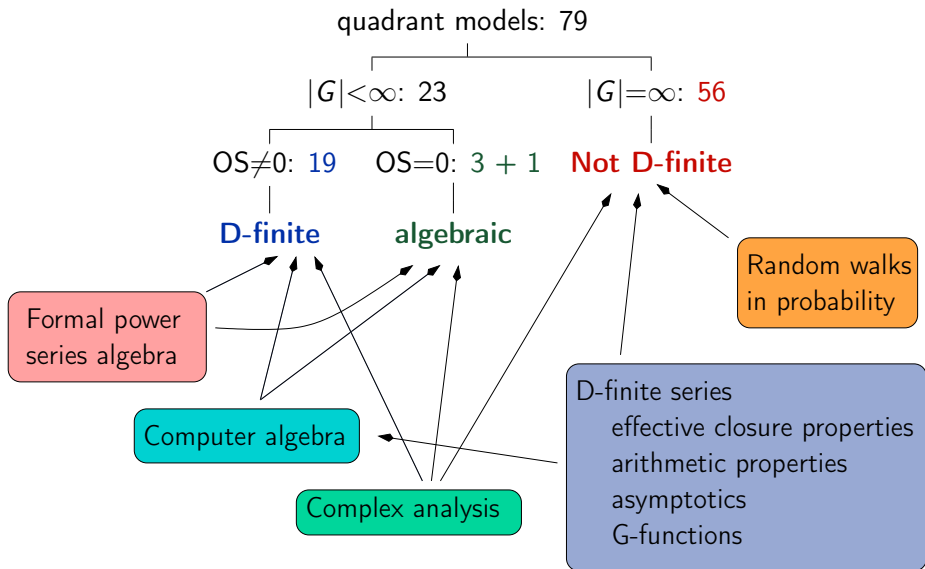 quadrant models: 79
|G|<∞: 23
|G|=∞: 56
OS≠0: 19
OS=0: 3 + 1
Not D-finite
D-finite
algebraic
Random walks
in probability
Formal power
series algebra
D-finite series
effective closure properties
arithmetic properties
asymptotics
G-functions
Computer algebra
Complex analysis